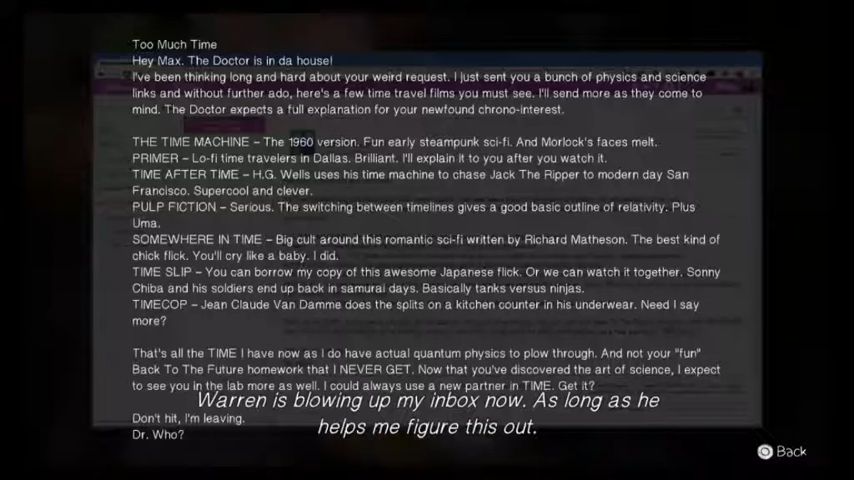 Too Much Time
Hey Max. The Doctor is in da house!
I've been thinking long and hard about your weird request. I just sent you a bunch of physics and science
links and without further ado, here's a few time travel films you must see. I'll send more as they come to
mind. The Doctor expects a full explanation for your newfound chrono-interest.
THE TIME MACHINE – The 1960 version. Fun early steampunk sci-fi. And Morlock's faces melt.
PRIMER – Lo-fi time travelers in Dallas. Brilliant. I'll explain it to you after you watch it.
TIME AFTER TIME – H.G. Wells uses his time machine to chase Jack The Ripper to modern day San
Francisco. Supercool and clever.
PULP FICTION – Serious. The switching between timelines gives a good basic outline of relativity. Plus
Uma.
SOMEWHERE IN TIME – Big cult around this romantic sci-fi written by Richard Matheson. The best kind of
chick flick. You'll cry like a baby. I did.
TIME SLIP – You can borrow my copy of this awesome Japanese flick. Or we can watch it together. Sonny
Chiba and his soldiers end up back in samurai days. Basically tanks versus ninjas.
TIMECOP – Jean Claude Van Damme does the splits on a kitchen counter in his underwear. Need I say
more?
That's all the TIME I have now as I do have actual quantum physics to plow through. And not your "fun"
Back To The Future homework that I NEVER GET. Now that you've discovered the art of science, I expect
to see you in the lab more as well. I could always use a new partner in TIME. Get it?
Warren is blowing up my inbox now. As long as he
helps me figure this out.
Don't hit, I'm leaving.
Dr. Who?
Back